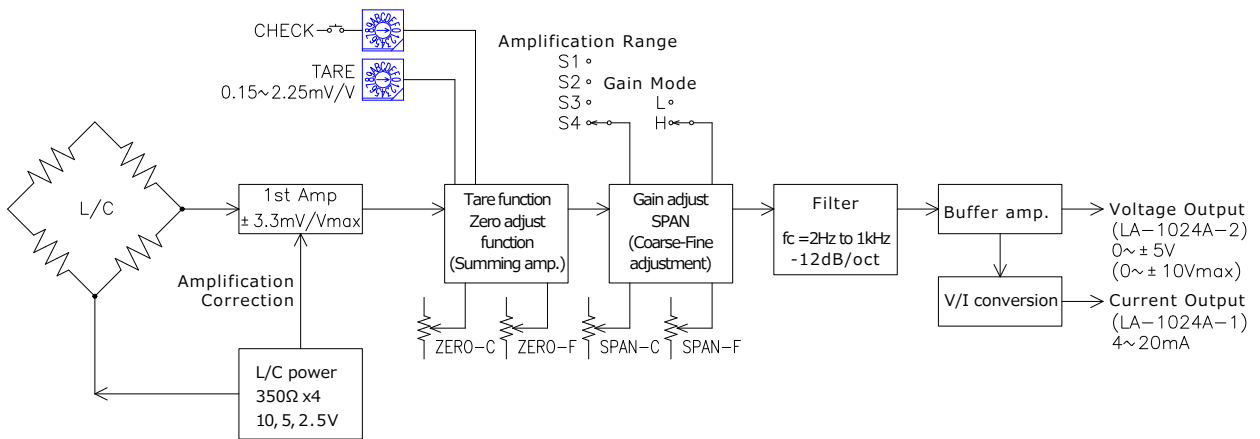 CHECK
TARE
0.15~2.25mV/V
Amplification Range
S1
S2
S3
S4
Gain Mode
L
H
L/C
1st Amp
±3.3mV/Vmax
Amplification
Correction
L/C power
350Ω x4
10, 5, 2.5V
Tare function
Zero adjust
function
(Summing amp.)
ZERO-C
ZERO-F
Gain adjust
SPAN
(Coarse-Fine
adjustment)
SPAN-C
SPAN-F
Filter
fc =2Hz to 1kHz
-12dB/oct
Buffer amp.
V/I conversion
Voltage Output
(LA-1024A-2)
0~±5V
(0~±10Vmax)
Current Output
(LA-1024A-1)
4~20mA